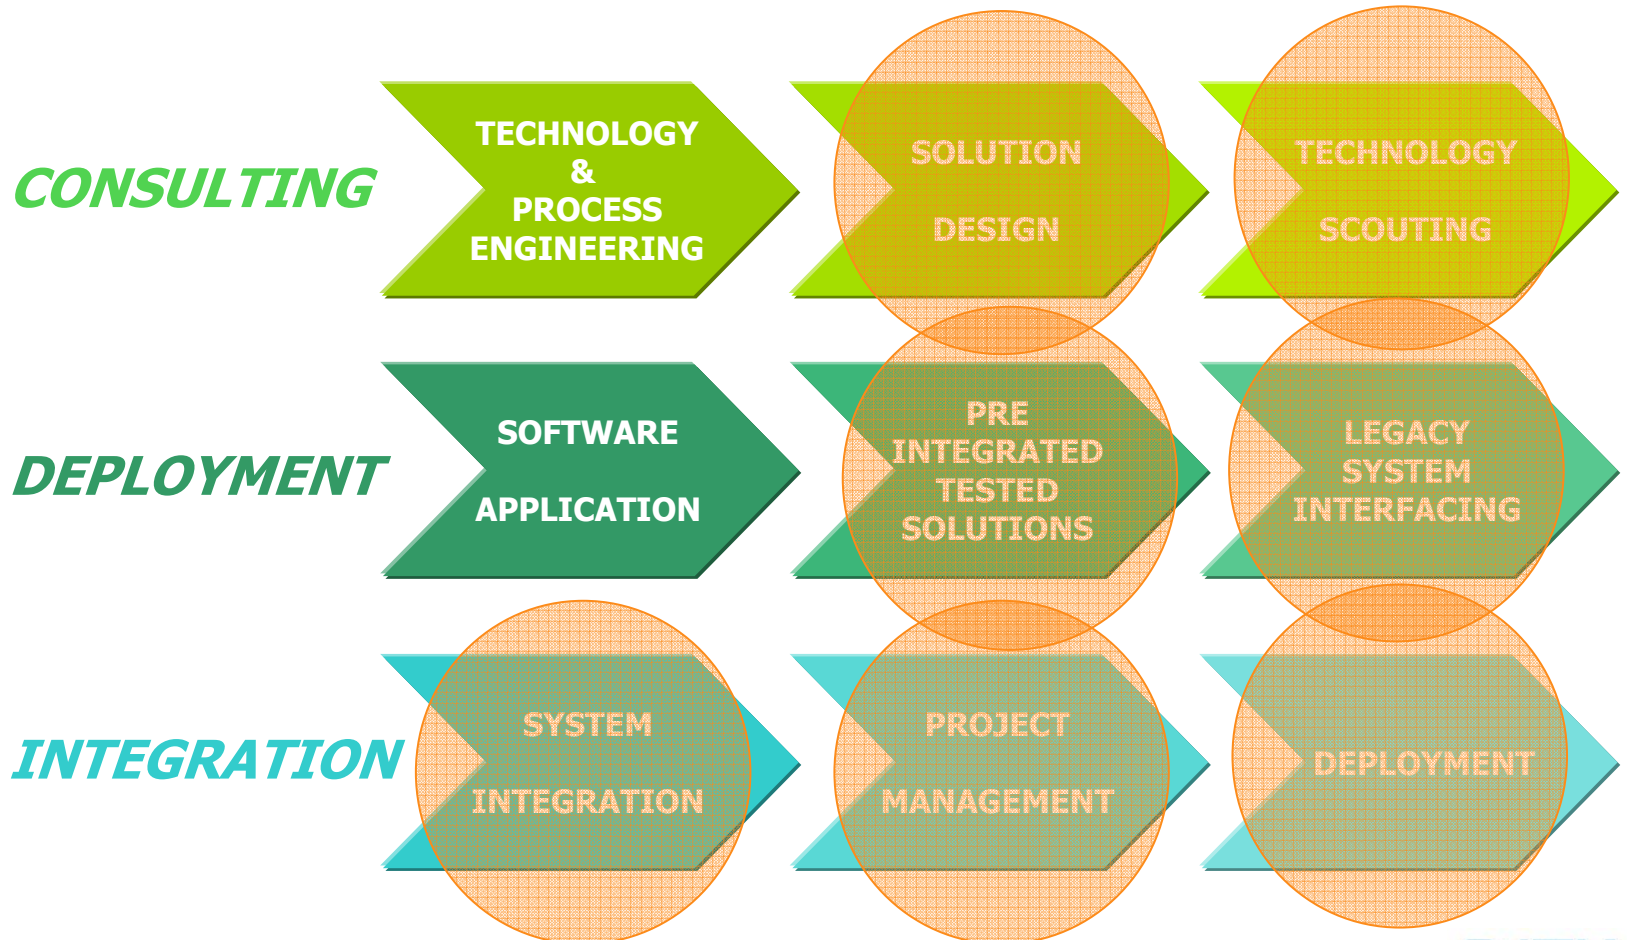 CONSULTING
TECHNOLOGY
&
PROCESS
ENGINEERING
SOLUTION
DESIGN
TECHNOLOGY
SCOUTING
DEPLOYMENT
SOFTWARE
APPLICATION
PRE
INTEGRATED
TESTED
SOLUTIONS
LEGACY
SYSTEM
INTERFACING
INTEGRATION
SYSTEM
INTEGRATION
PROJECT
MANAGEMENT
DEPLOYMENT